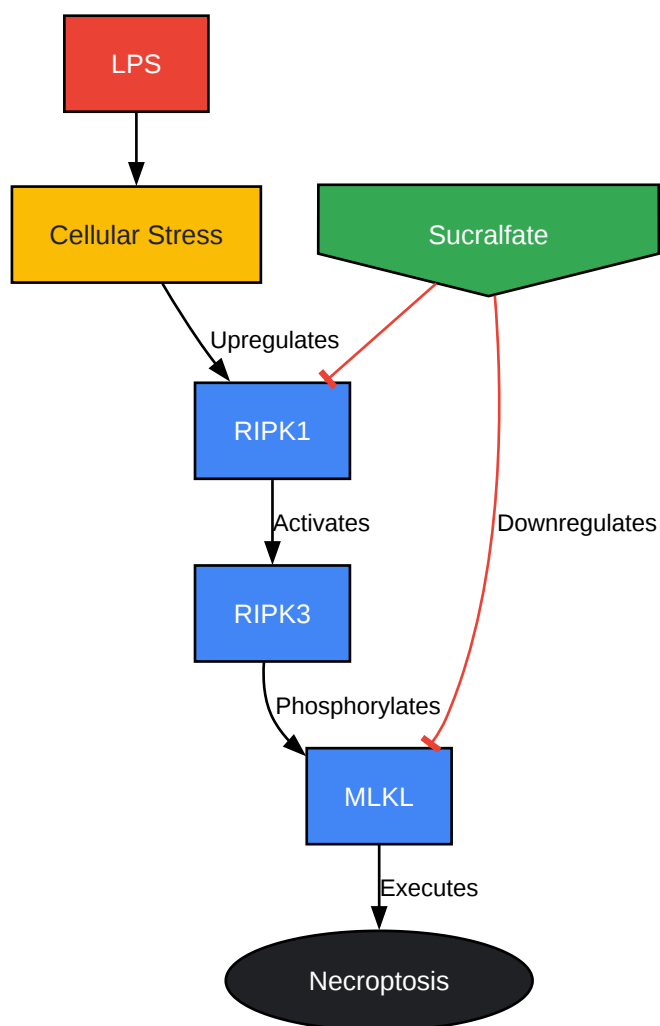 LPS
Cellular Stress
Sucralfate
Upregulates
RIPK1
Activates
Downregulates
RIPK3
Phosphorylates
MLKL
Executes
Necroptosis